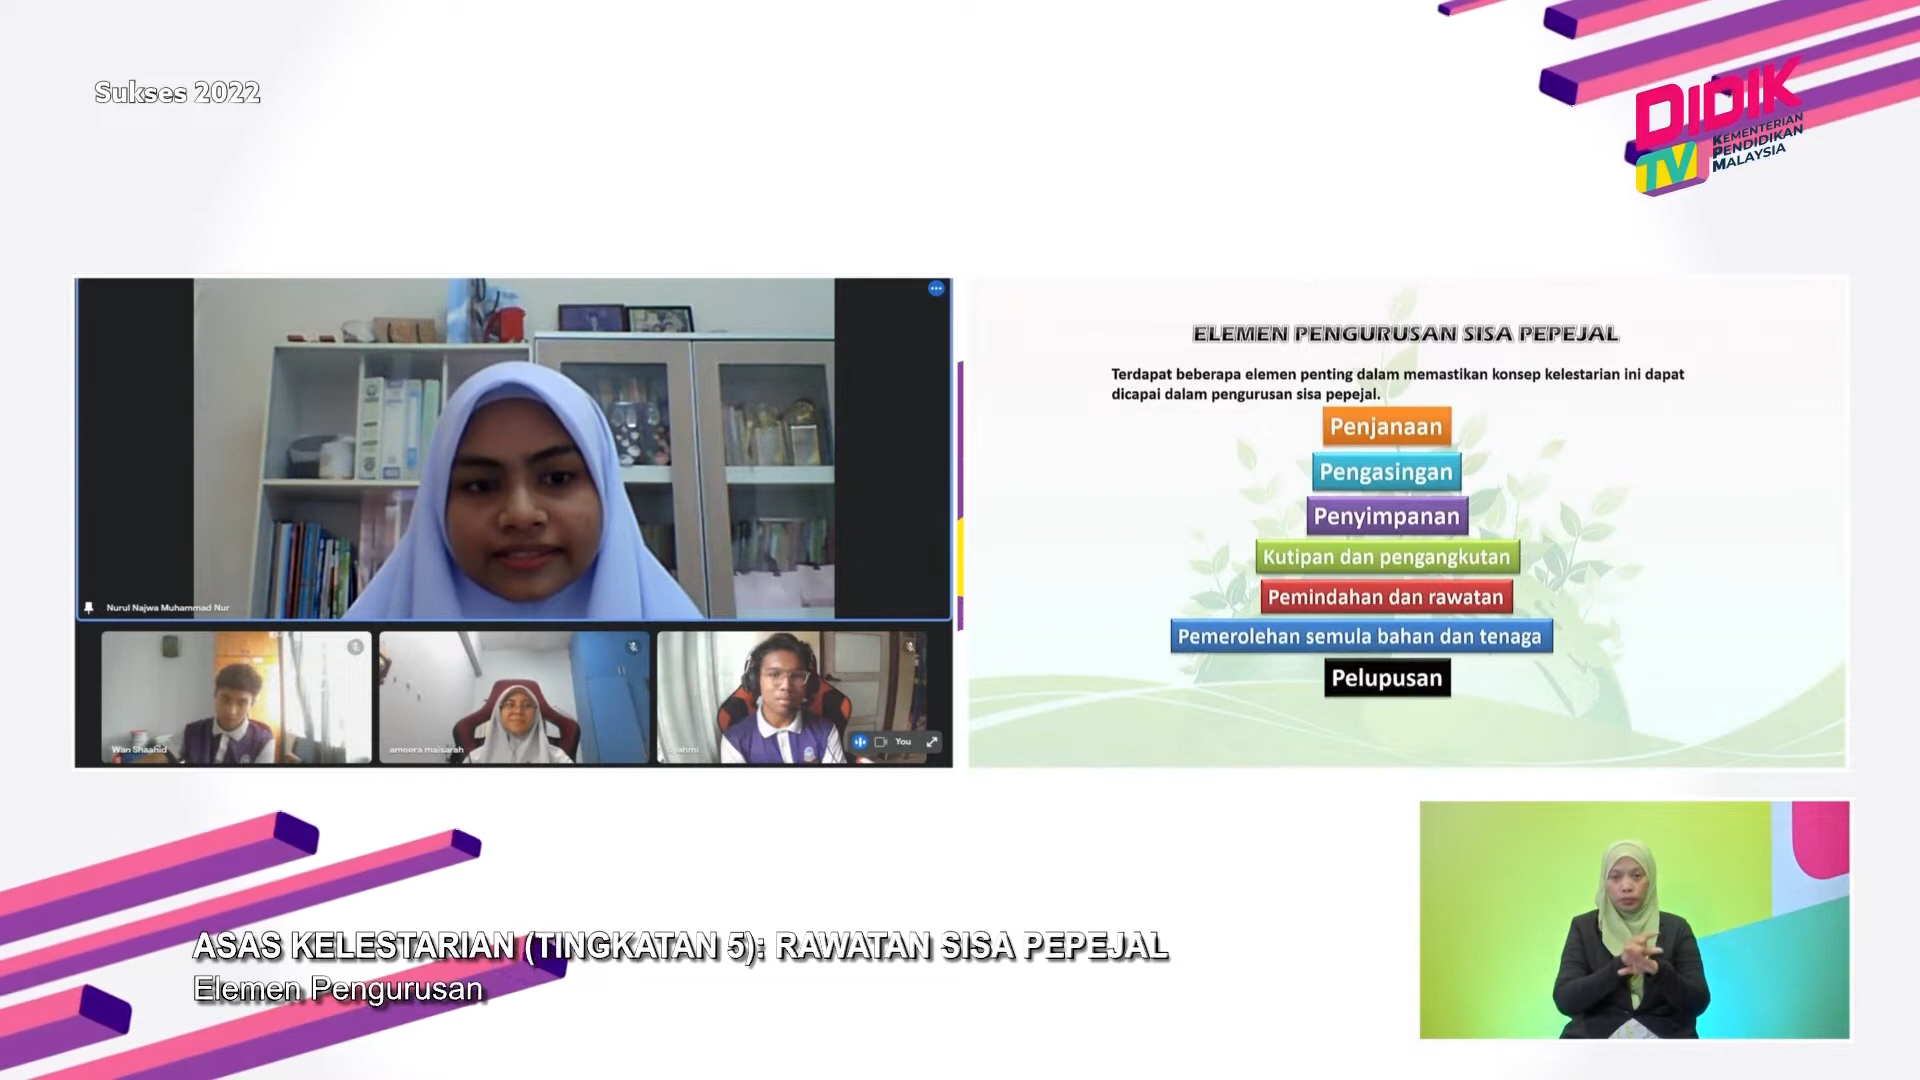 Sukses 2022
DIDIK
TV
KEMENTERIAN
PENDIDIKAN
MALAYSIA
Nurul Najwa Muhammad Nur
Wan Shaahid
ameera maisarah
Syahmi
You
ELEMEN PENGURUSAN SISA PEPEJAL
Terdapat beberapa elemen penting dalam memastikan konsep kelestarian ini dapat
dicapai dalam pengurusan sisa pepejal.
Penjanaan
Pengasingan
Penyimpanan
Kutipan dan pengangkutan
Pemindahan dan rawatan
Pemerolehan semula bahan dan tenaga
Pelupusan
ASAS KELESTARIAN (TINGKATAN 5): RAWATAN SISA PEPEJAL
Elemen Pengurusan